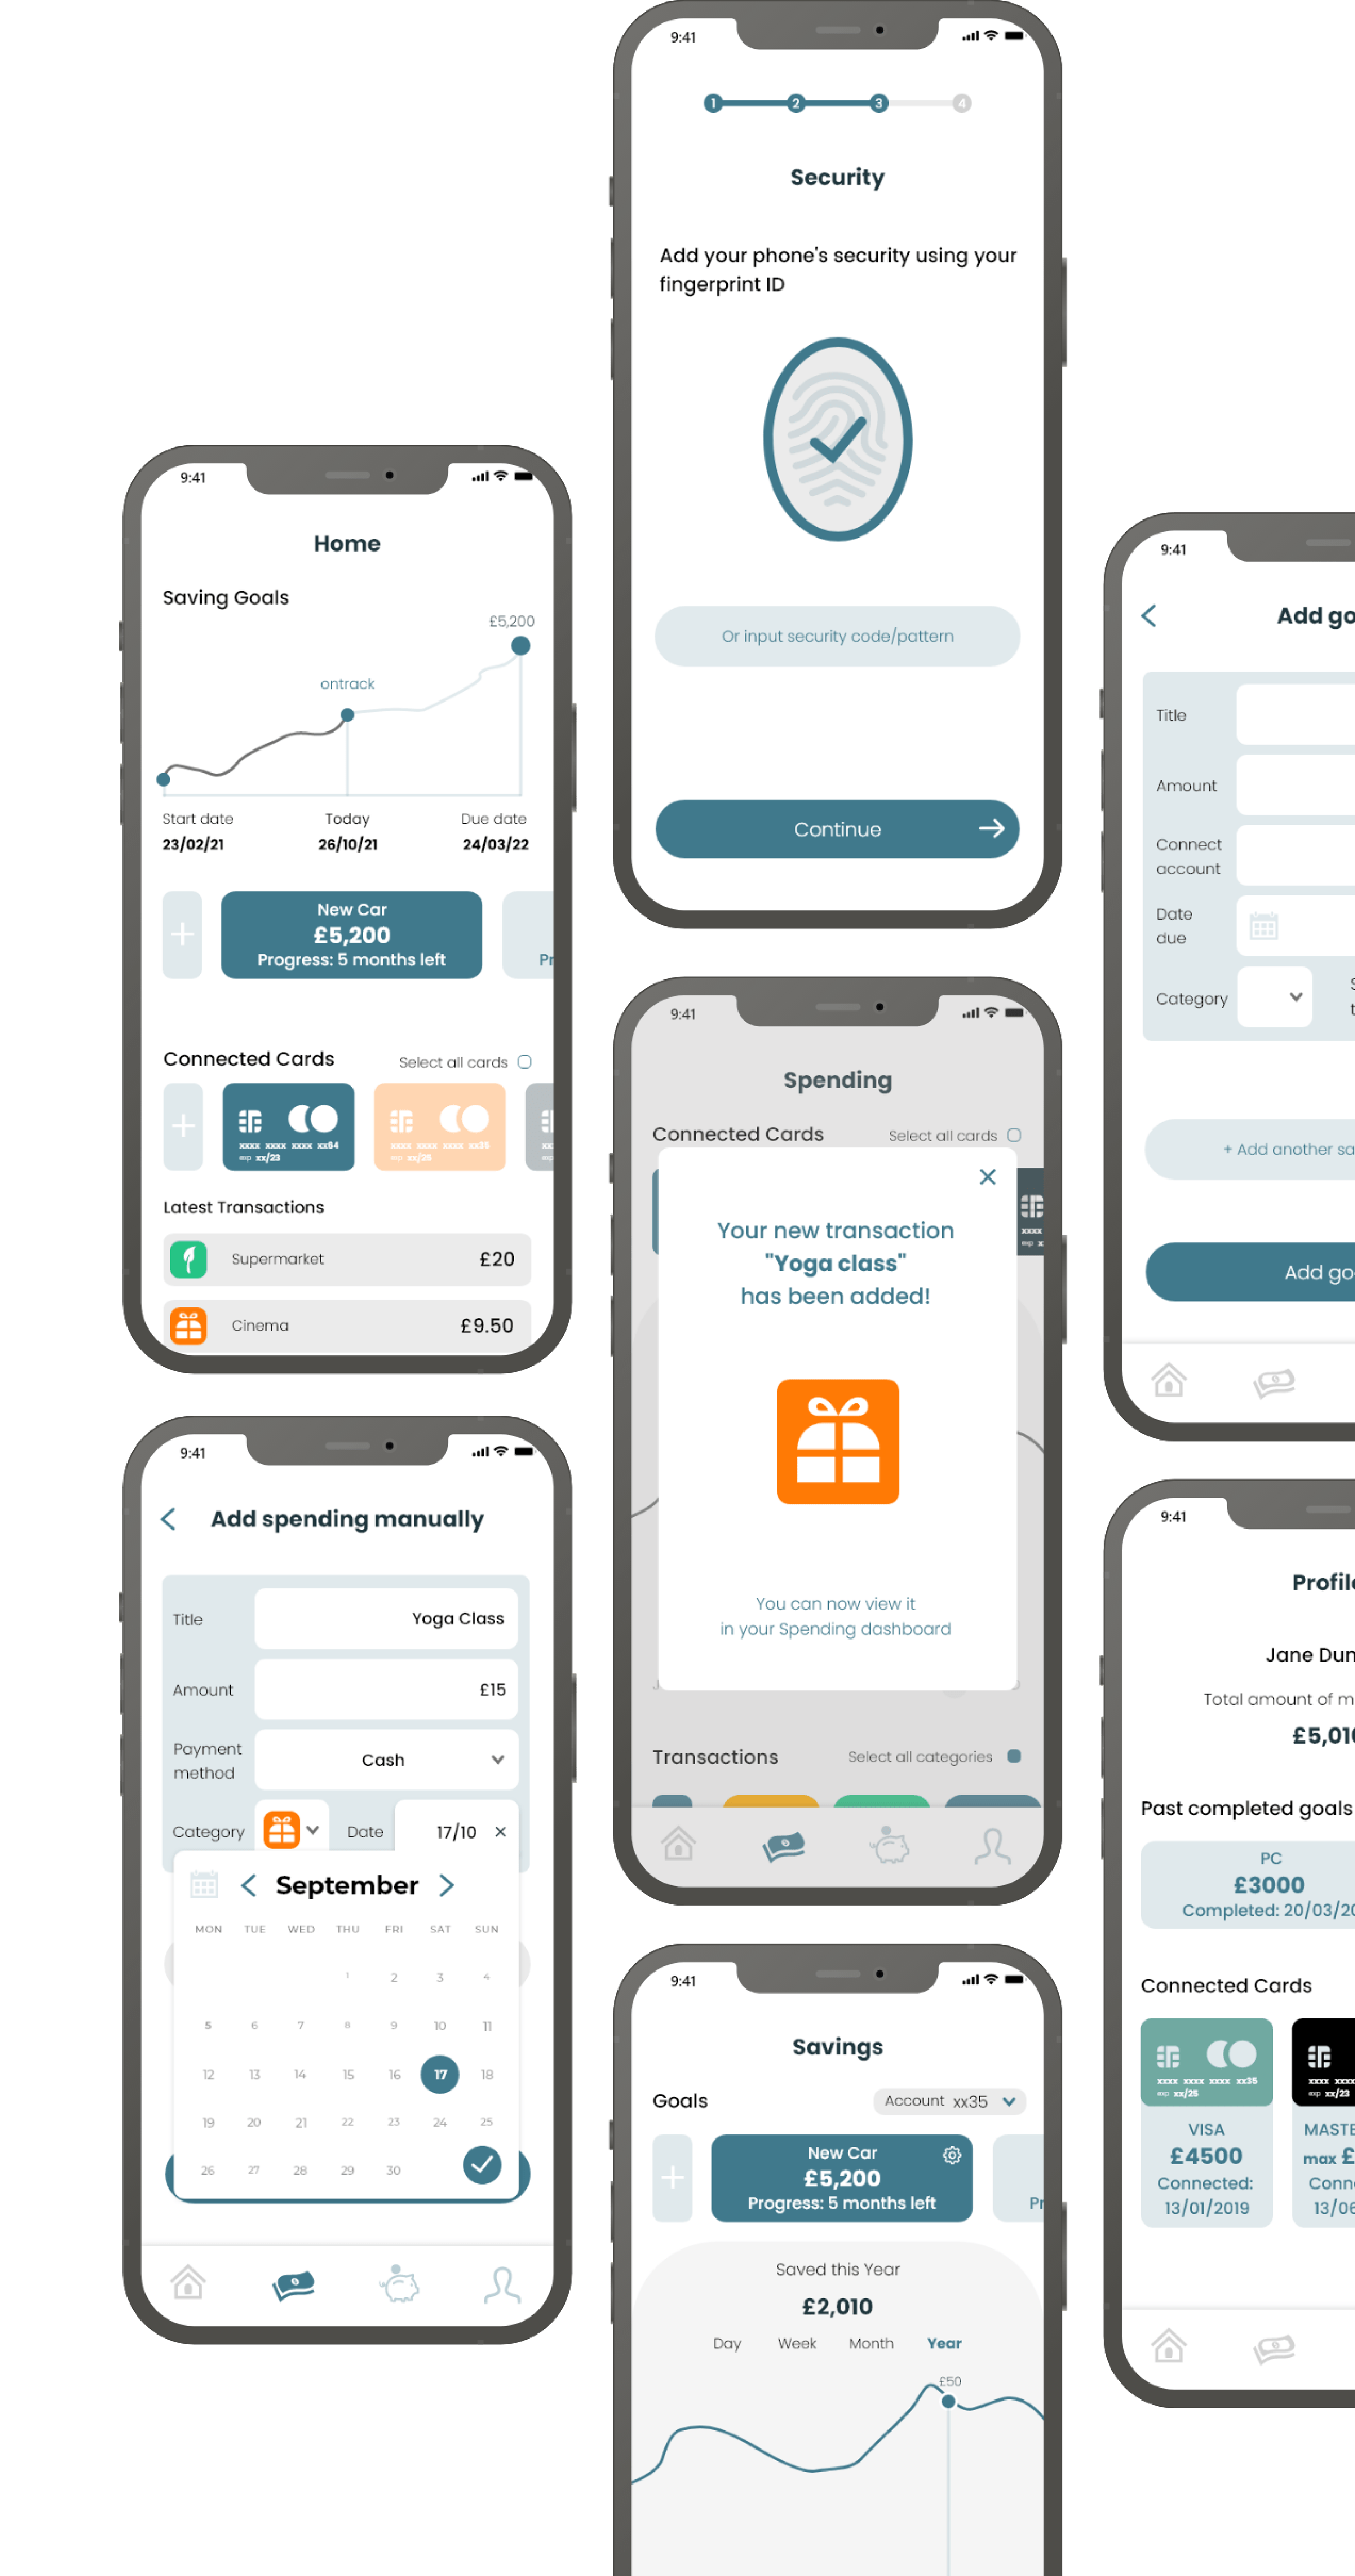 9:41
1 2 3 4
Security
Add your phone's security using your
fingerprint ID
Or input security code/pattern
Continue
9:41
Home
Saving Goals
£5,200
ontrack
Start date Today Due date
23/02/21 26/10/21 24/03/22
New Car
£5,200
Progress: 5 months left
Pr
Connected Cards Select all cards
xxxx xxxx xxxx xx64
exp xx/23
xxxx xxxx xxxx xx35
exp xx/25
Latest Transactions
Supermarket £20
Cinema £9.50
9:41
Add go
Title
Amount
Connect
account
Date
due
Category
+ Add another sa
Add go
9:41
Spending
Connected Cards Select all cards
xxxx
exp
Your new transaction
"Yoga class"
has been added!
You can now view it
in your Spending dashboard
Transactions Select all categories
9:41
Add spending manually
Title Yoga Class
Amount £15
Payment
method
Cash
Category Date 17/10 ×
September
MON TUE WED THU FRI SAT SUN
1 2 3 4
5 6 7 8 9 10 11
12 13 14 15 16 17 18
19 20 21 22 23 24 25
26 27 28 29 30
9:41
Profil
Jane Dun
Total amount of m
£5,01
Past completed goals
PC
£3000
Completed: 20/03/20
Connected Cards
xxxx xxxx xxxx xx35
exp xx/25
xxxx xxxx
exp xx/23
VISA
£4500
Connected:
13/01/2019
MASTE
max £
Conn
13/06
9:41
Savings
Goals Account xx35
New Car
£5,200
Progress: 5 months left
Pr
Saved this Year
£2,010
Day Week Month Year
£50